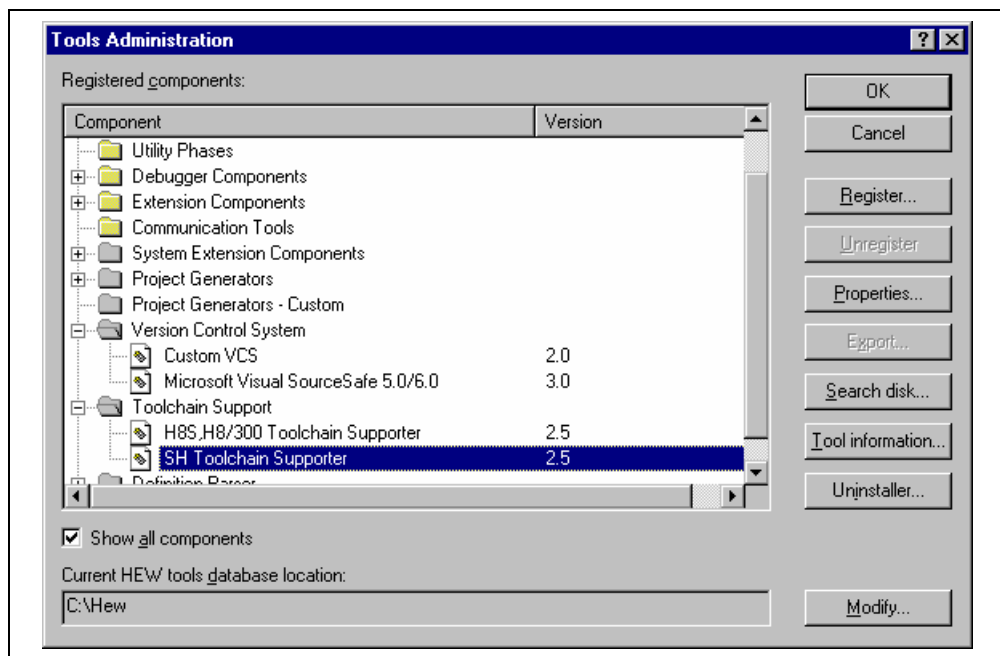 Tools Administration
Registered components:
Component Version
Utility Phases
Debugger Components
Extension Components
Communication Tools
System Extension Components
Project Generators
Project Generators - Custom
Version Control System
Custom VCS 2.0
Microsoft Visual SourceSafe 5.0/6.0 3.0
Toolchain Support
H8S,H8/300 Toolchain Supporter 2.5
SH Toolchain Supporter 2.5
Definition Parser
Show all components
Current HEW tools database location:
C:\Hew
OK
Cancel
Register...
Unregister
Properties...
Export...
Search disk...
Tool information...
Uninstaller...
Modify...